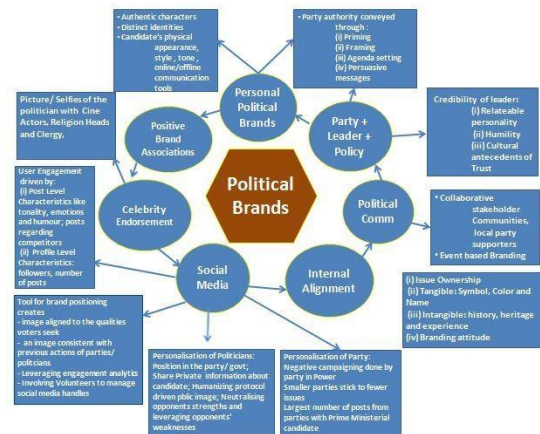 • Authentic characters
• Distinct identities
• Candidate's physical
appearance,
style , tone ,
online/offline
communication
tools
• Party authority conveyed
through :
(i) Priming
(ii) Framing
(iii) Agenda setting
(iv) Persuasive
messages
Picture/ Selfies of the
politician with Cine
Actors, Religion Heads
and Clergy.
Positive
Brand
Associations
Personal
Political
Brands
Party +
Leader +
Policy
Credibility of leader:
(i) Relateable
personality
(ii) Humility
(iii) Cultural
antecedents of
Trust
User Engagement
driven by:
(i) Post Level
Characteristics like
tonality, emotions
and humour; posts
regarding
competitors
(ii) Profile Level
Characteristics:
followers, number
of posts
Celebrity
Endorsement
Political
Brands
Political
Comm
• Collaborative
stakeholder
Communities,
local party
supporters
• Event based Branding
Social
Media
Internal
Alignment
(i) Issue Ownership
(ii) Tangible: Symbol, Color and
Name
(iii) Intangible: history, heritage
and experience
(iv) Branding attitude
Tool for brand positioning
creates
- image aligned to the qualities
voters seek
- an image consistent with
previous actions of parties/
politcians
- Leveraging engagement analytics
- Involving Volunteers to manage
social media handles
Personalisation of Politicians:
Position in the party/ govt;
Share Private information about
candidate; Humanizing protocol
driven pblic image; Neutralising
opponents strengths and
leveraging opponents'
weaknesses
Personalisation of Party:
Negative campaigning done by
party in Power
Smaller parties stick to fewer
issues
Largest number of posts from
parties with Prime Ministerial
candidate